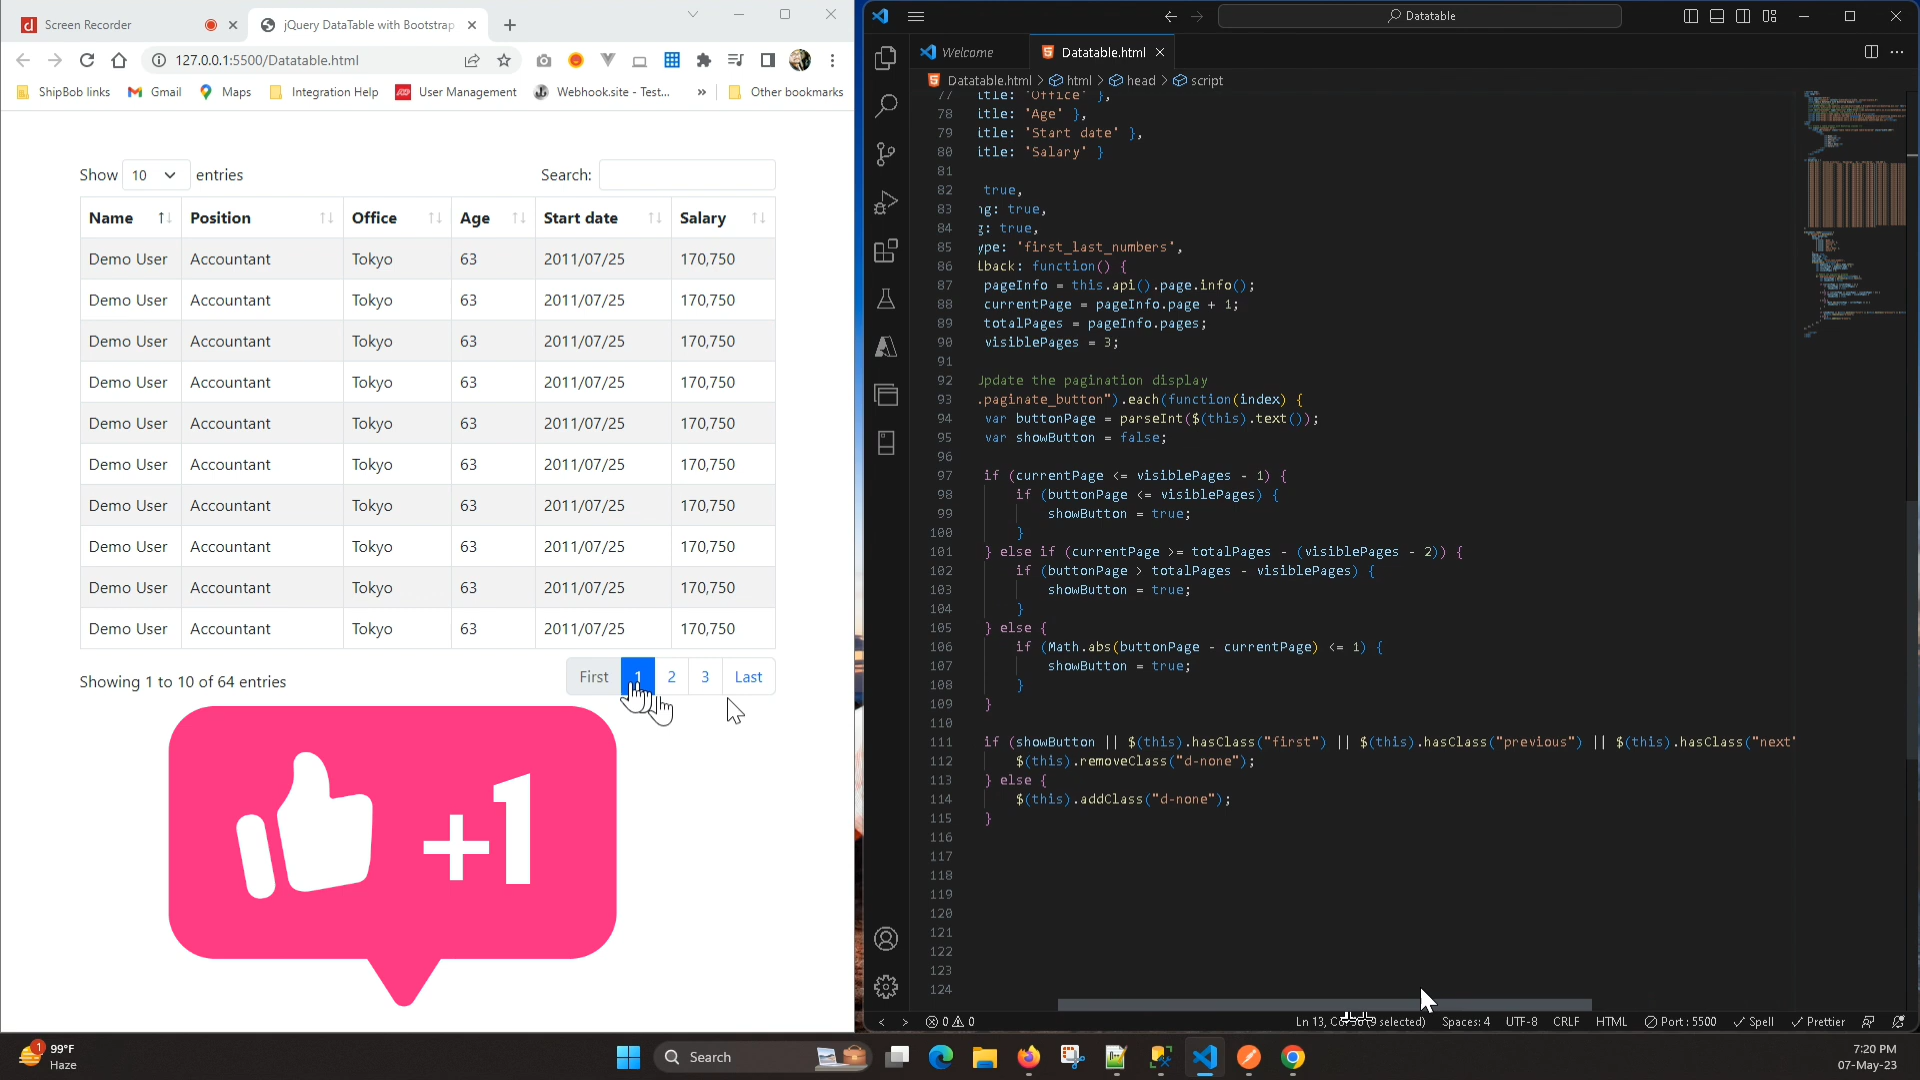 Screen Recorder
jQuery DataTable with Bootstrap
127.0.0.1:5500/Datatable.html
ShipBob links
Gmail
Maps
Integration Help
User Management
Webhook.site - Test...
»
Other bookmarks
Show 10 entries
Search:
Name Position Office Age Start date Salary
Demo User Accountant Tokyo 63 2011/07/25 170,750
Demo User Accountant Tokyo 63 2011/07/25 170,750
Demo User Accountant Tokyo 63 2011/07/25 170,750
Demo User Accountant Tokyo 63 2011/07/25 170,750
Demo User Accountant Tokyo 63 2011/07/25 170,750
Demo User Accountant Tokyo 63 2011/07/25 170,750
Demo User Accountant Tokyo 63 2011/07/25 170,750
Demo User Accountant Tokyo 63 2011/07/25 170,750
Demo User Accountant Tokyo 63 2011/07/25 170,750
Demo User Accountant Tokyo 63 2011/07/25 170,750
Showing 1 to 10 of 64 entries
First 1 2 3 Last
+1
Datatable
Welcome
Datatable.html
Datatable.html > html > head > script
77 itle: 'Office' },
78 itle: 'Age' },
79 itle: 'Start date' },
80 itle: 'Salary' }
81
82 true,
83 ng: true,
84 g: true,
85 ype: 'first_last_numbers',
86 lback: function() {
87 pageInfo = this.api().page.info();
88 currentPage = pageInfo.page + 1;
89 totalPages = pageInfo.pages;
90 visiblePages = 3;
91
92 Update the pagination display
93 .paginate_button").each(function(index) {
94 var buttonPage = parseInt($(this).text());
95 var showButton = false;
96
97 if (currentPage <= visiblePages - 1) {
98 if (buttonPage <= visiblePages) {
99 showButton = true;
100 }
101 } else if (currentPage >= totalPages - (visiblePages - 2)) {
102 if (buttonPage > totalPages - visiblePages) {
103 showButton = true;
104 }
105 } else {
106 if (Math.abs(buttonPage - currentPage) <= 1) {
107 showButton = true;
108 }
109 }
110
111 if (showButton || $(this).hasClass("first") || $(this).hasClass("previous") || $(this).hasClass("next"
112 $(this).removeClass("d-none");
113 } else {
114 $(this).addClass("d-none");
115 }
116
117
118
119
120
121
122
123
124
0 0
Ln 13, selected)
Spaces: 4
UTF-8
CRLF
HTML
Port : 5500
Spell
Prettier
1
99°F
Haze
Search
7:20 PM
07-May-23